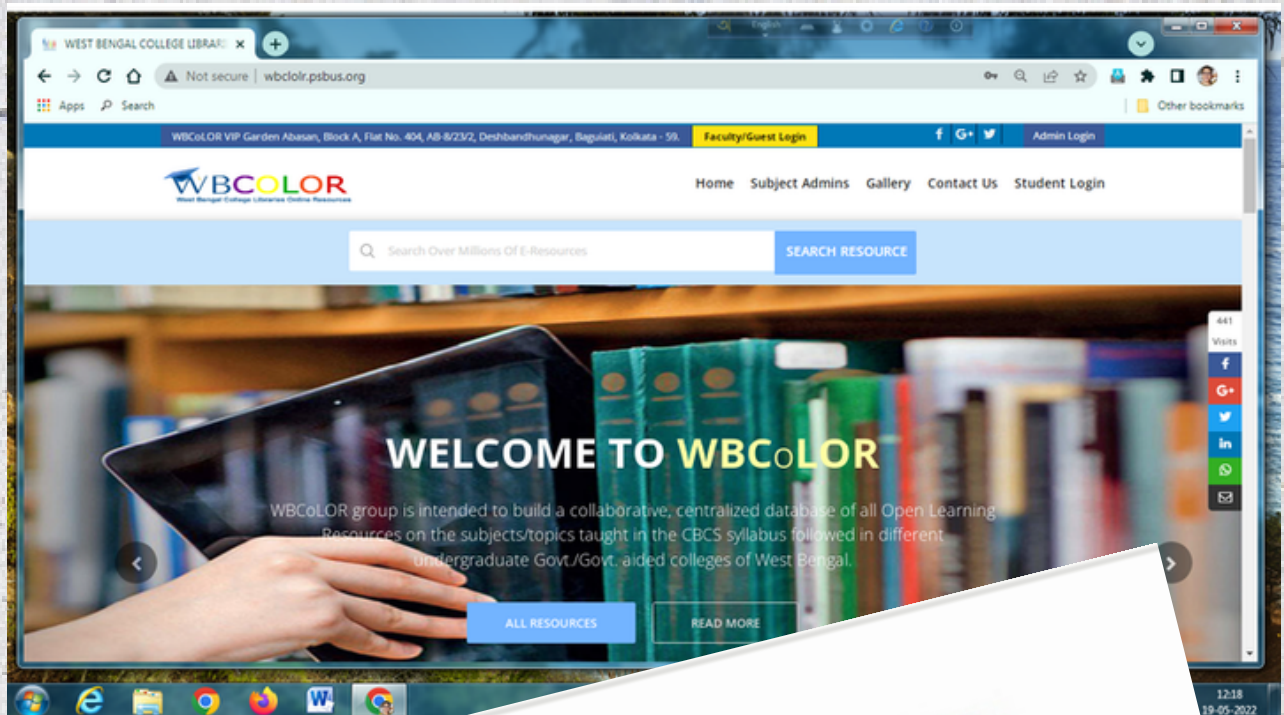 English
WEST BENGAL COLLEGE LIBRAR
Not secure | wbclolr.psbus.org
Apps Search Other bookmarks
WBCoLOR VIP Garden Abasan, Block A, Flat No. 404, AB-8/23/2, Deshbandhunagar, Baguiati, Kolkata - 59. Faculty/Guest Login f G+ Admin Login
WBCOLOR
West Bengal College Libraries Online Resources
Home Subject Admins Gallery Contact Us Student Login
Search Over Millions Of E-Resources SEARCH RESOURCE
441
Visits
f
G+
in
WELCOME TO WBCoLOR
WBCoLOR group is intended to build a collaborative, centralized database of all Open Learning
Resources on the subjects/topics taught in the CBCS syllabus followed in different
undergraduate Govt./Govt. aided colleges of West Bengal.
ALL RESOURCES READ MORE
12:18
19-05-2022